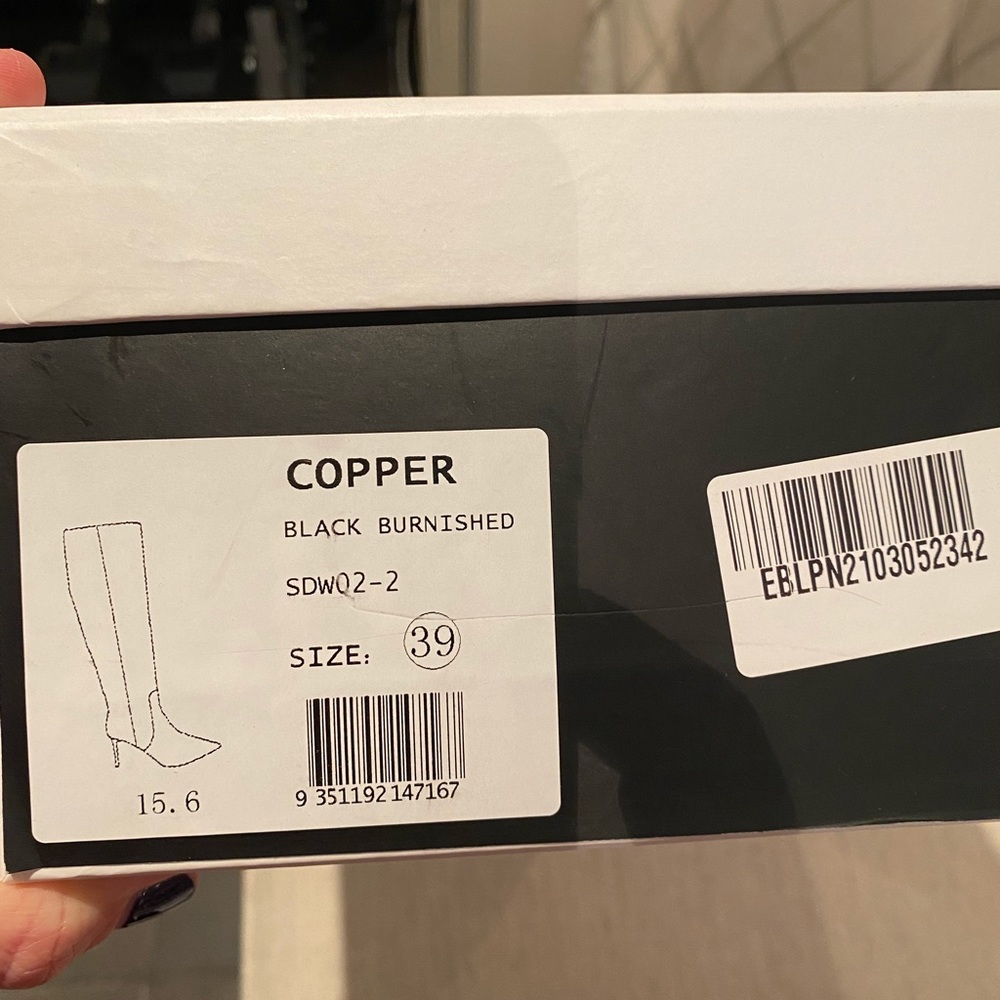 COPPER
BLACK BURNISHED
SDW02-2
SIZE: 39
9 351192 147167
15.6
EBLPN2103052342